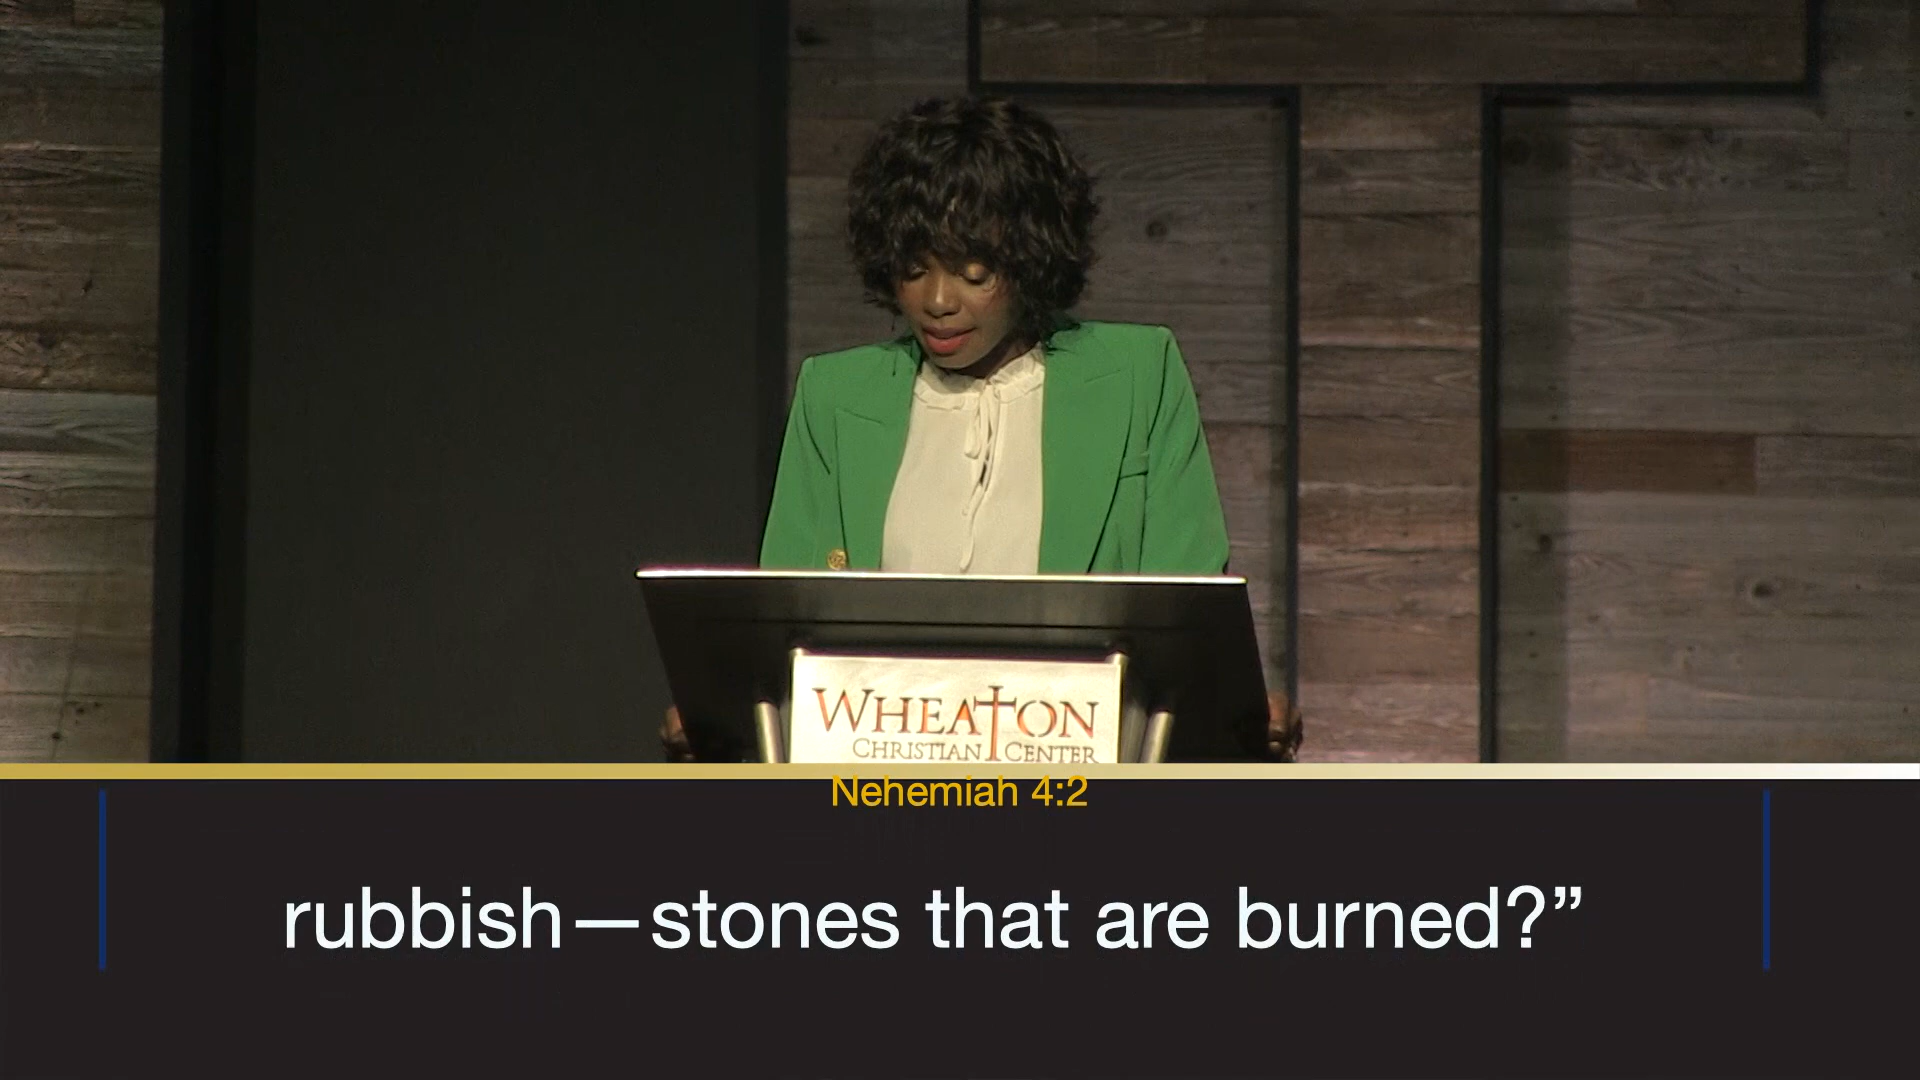 WHEATON
CHRISTIAN CENTER
Nehemiah 4:2
rubbish—stones that are burned?”